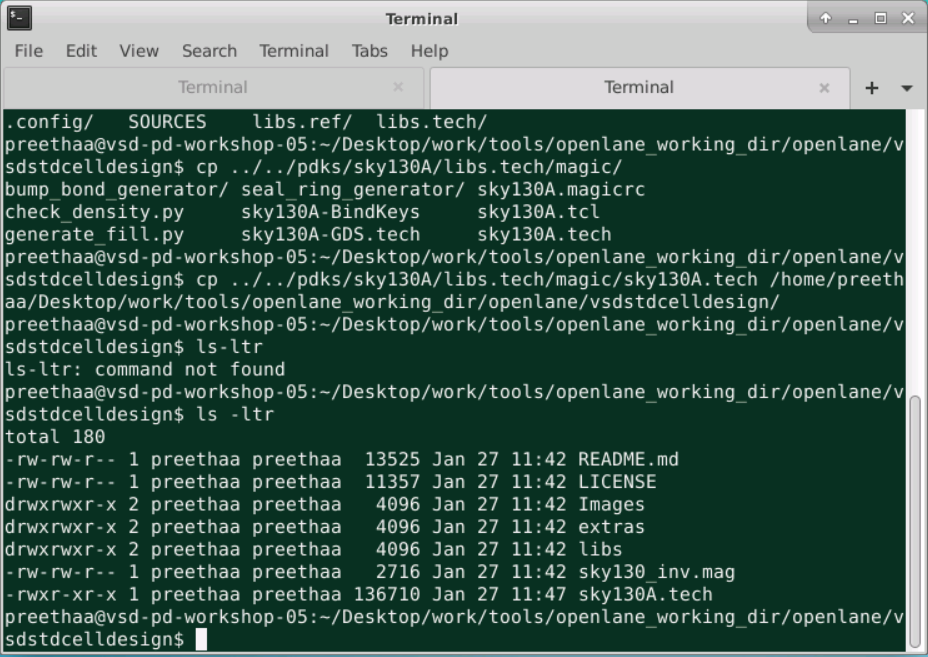 Terminal
File Edit View Search Terminal Tabs Help
Terminal × Terminal × +
.config/ SOURCES libs.ref/ libs.tech/
preethaa@vsd-pd-workshop-05:~/Desktop/work/tools/openlane_working_dir/openlane/v
sdstdcelldesign$ cp ../../pdks/sky130A/libs.tech/magic/
bump_bond_generator/ seal_ring_generator/ sky130A.magicrc
check_density.py sky130A-BindKeys sky130A.tcl
generate_fill.py sky130A-GDS.tech sky130A.tech
preethaa@vsd-pd-workshop-05:~/Desktop/work/tools/openlane_working_dir/openlane/v
sdstdcelldesign$ cp ../../pdks/sky130A/libs.tech/magic/sky130A.tech /home/preeth
aa/Desktop/work/tools/openlane_working_dir/openlane/vsdstdcelldesign/
preethaa@vsd-pd-workshop-05:~/Desktop/work/tools/openlane_working_dir/openlane/v
sdstdcelldesign$ ls-ltr
ls-ltr: command not found
preethaa@vsd-pd-workshop-05:~/Desktop/work/tools/openlane_working_dir/openlane/v
sdstdcelldesign$ ls -ltr
total 180
-rw-rw-r-- 1 preethaa preethaa 13525 Jan 27 11:42 README.md
-rw-rw-r-- 1 preethaa preethaa 11357 Jan 27 11:42 LICENSE
drwxrwxr-x 2 preethaa preethaa 4096 Jan 27 11:42 Images
drwxrwxr-x 2 preethaa preethaa 4096 Jan 27 11:42 extras
drwxrwxr-x 2 preethaa preethaa 4096 Jan 27 11:42 libs
-rw-rw-r-- 1 preethaa preethaa 2716 Jan 27 11:42 sky130_inv.mag
-rwxr-xr-x 1 preethaa preethaa 136710 Jan 27 11:47 sky130A.tech
preethaa@vsd-pd-workshop-05:~/Desktop/work/tools/openlane_working_dir/openlane/v
sdstdcelldesign$